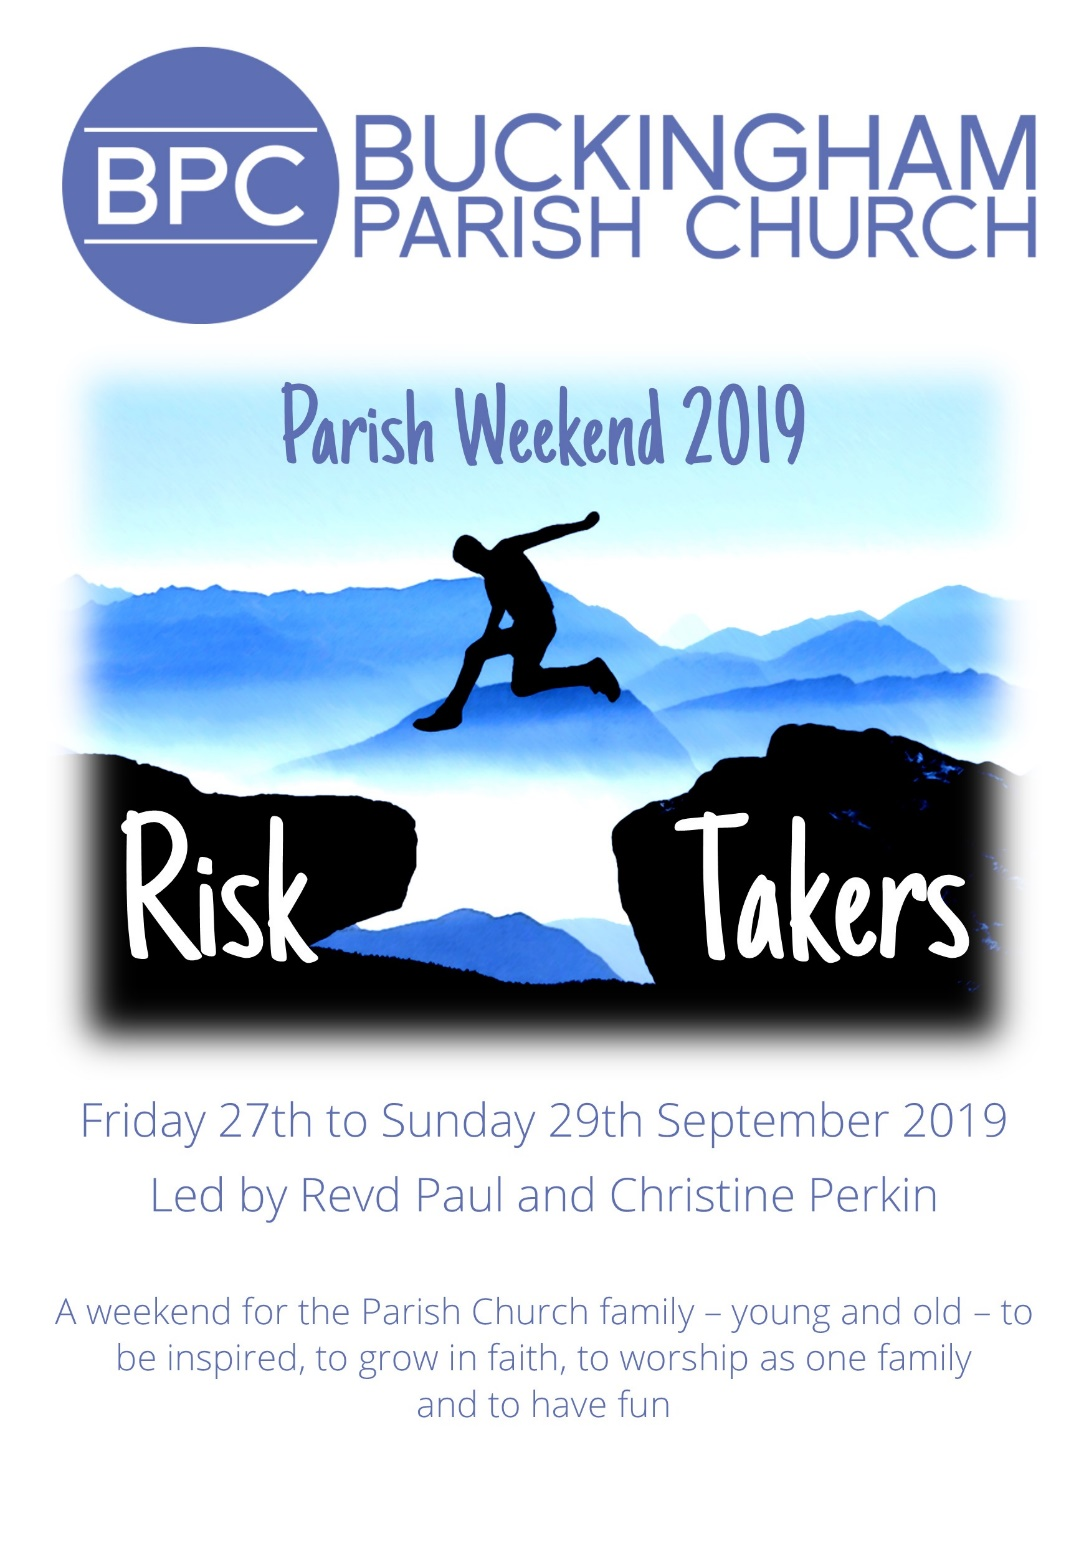 BPC
BUCKINGHAM
PARISH CHURCH
Parish Weekend 2019
Risk Takers
Friday 27th to Sunday 29th September 2019
Led by Revd Paul and Christine Perkin
A weekend for the Parish Church family – young and old – to
be inspired, to grow in faith, to worship as one family
and to have fun